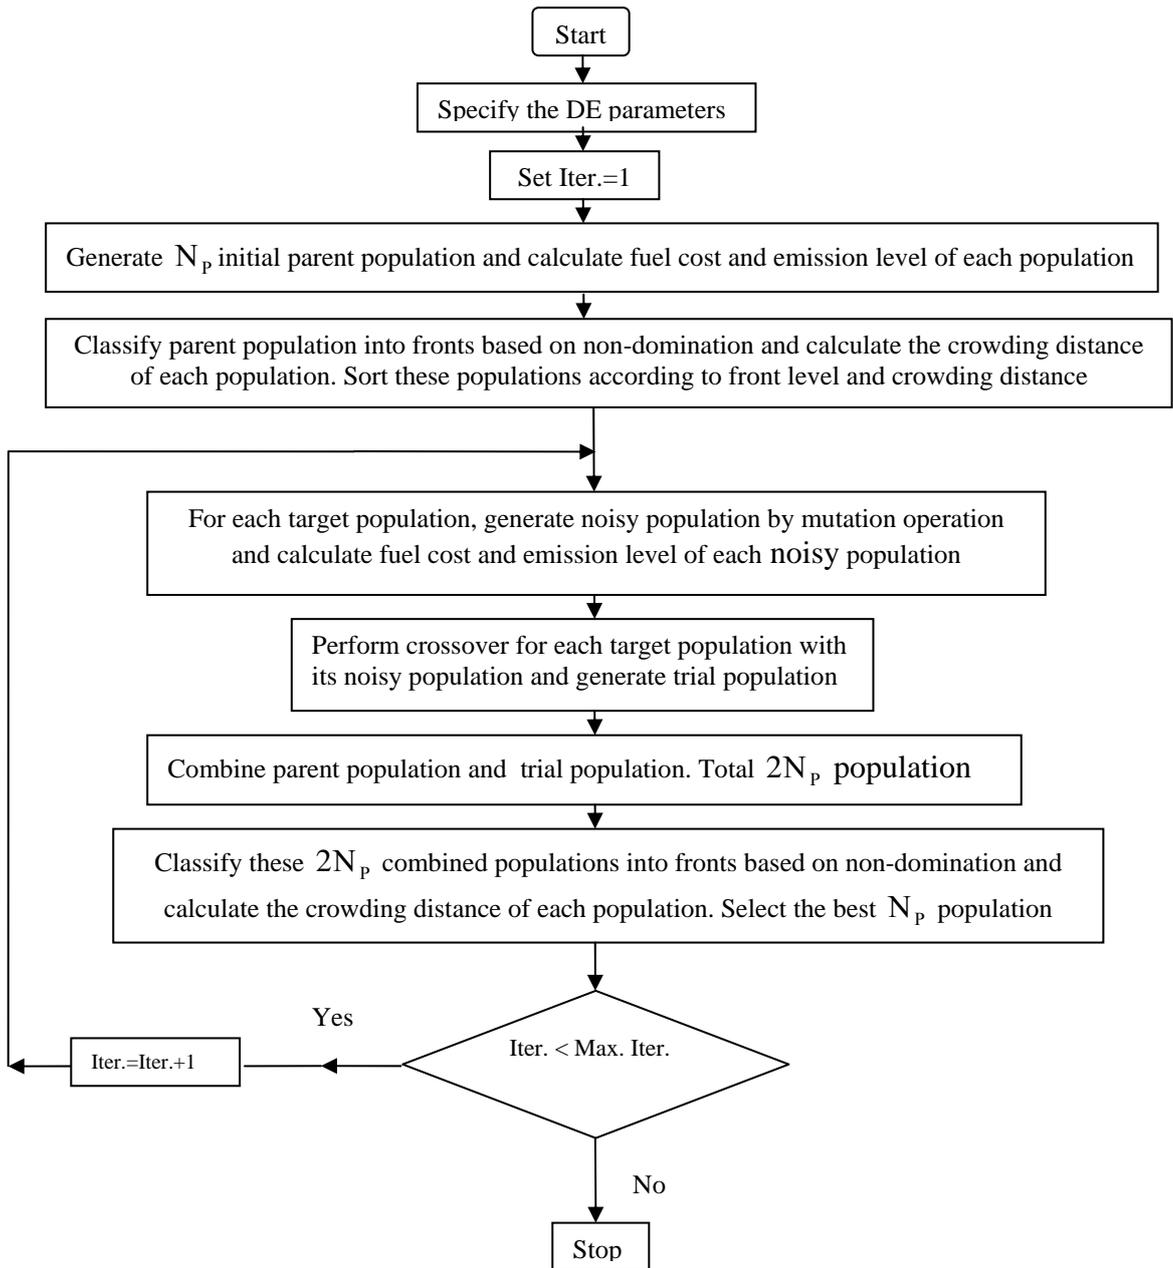 Start
Specify the DE parameters
Set Iter.=1
Generate N_P initial parent population and calculate fuel cost and emission level of each population
Classify parent population into fronts based on non-domination and calculate the crowding distance
of each population. Sort these populations according to front level and crowding distance
For each target population, generate noisy population by mutation operation
and calculate fuel cost and emission level of each noisy population
Perform crossover for each target population with
its noisy population and generate trial population
Combine parent population and trial population. Total 2N_P population
Classify these 2N_P combined populations into fronts based on non-domination and
calculate the crowding distance of each population. Select the best N_P population
Yes
Iter. < Max. Iter.
Iter.=Iter.+1
No
Stop